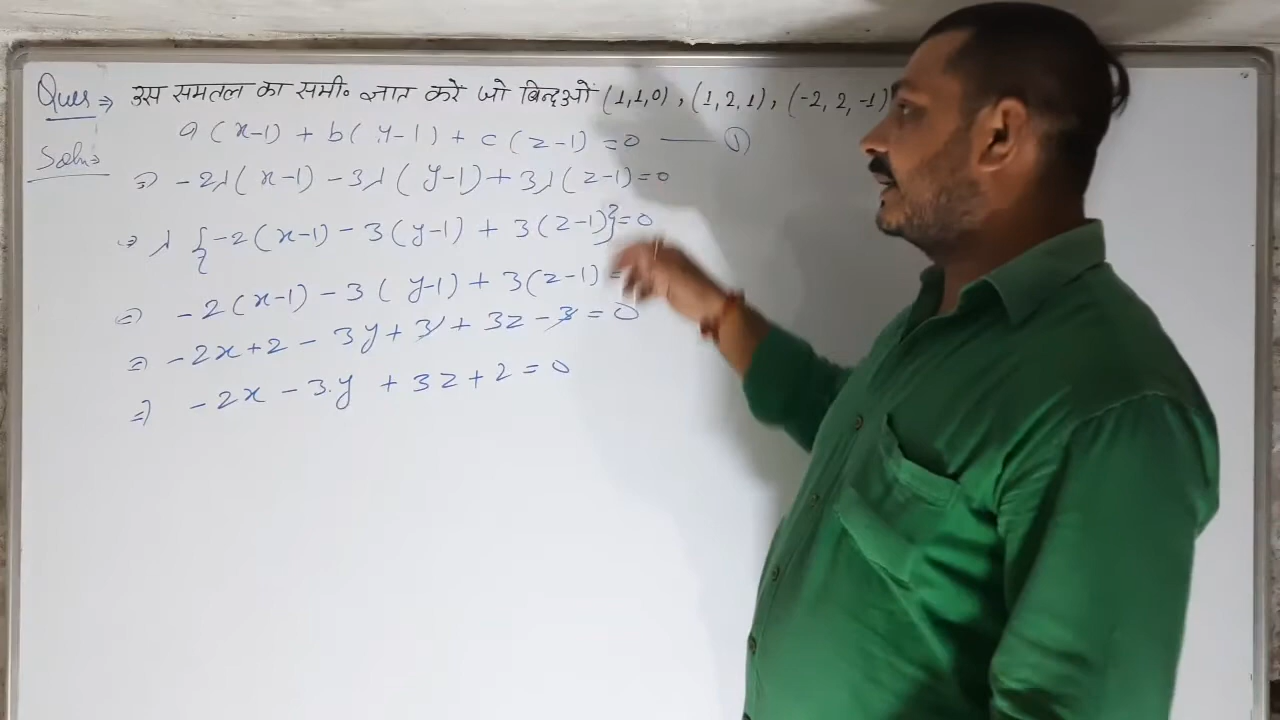 Ques ⇒ उस समतल का समी० ज्ञात करे जो बिन्दुओं (1,1,0), (1, 2, 1), (-2, 2, -1)
a(x-1) + b(y-1) + c(z-1) = 0 —— ①
Soln⇒
⇒ -2λ(x-1) - 3λ(y-1) + 3λ(z-1) = 0
⇒ λ {-2(x-1) - 3(y-1) + 3(z-1)} = 0
⇒ -2(x-1) - 3(y-1) + 3(z-1) =
⇒ -2x + 2 - 3y + 3 + 3z - 3 = 0
⇒ -2x - 3y + 3z + 2 = 0